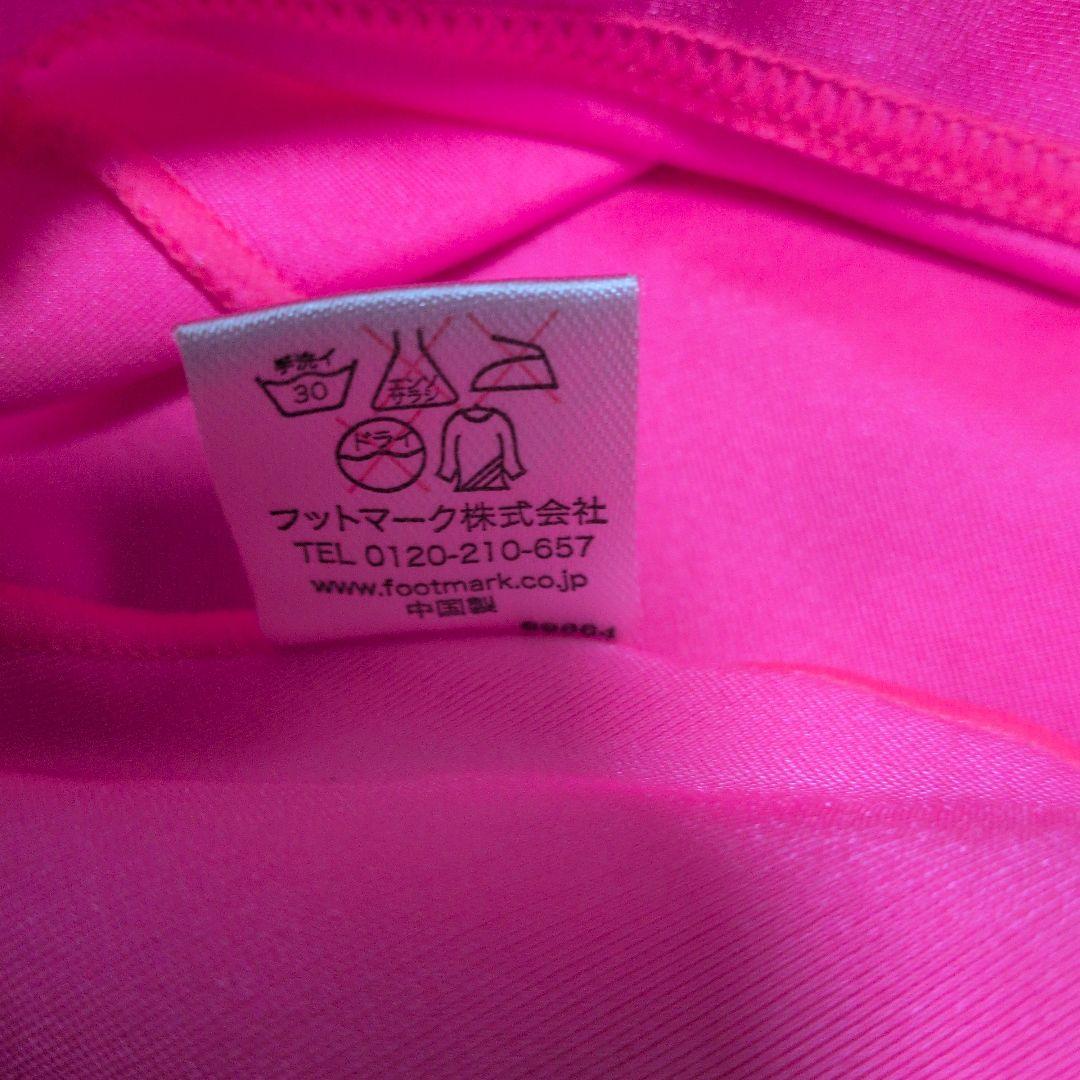 手洗イ
30
エンソ
サラシ
ドライ
フットマーク株式会社
TEL 0120-210-657
www.footmark.co.jp
中国製